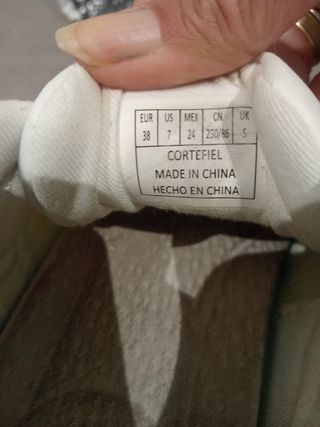 EUR US MEX CN UK
38 7 24 250/86 5
CORTEFIEL
MADE IN CHINA
HECHO EN CHINA